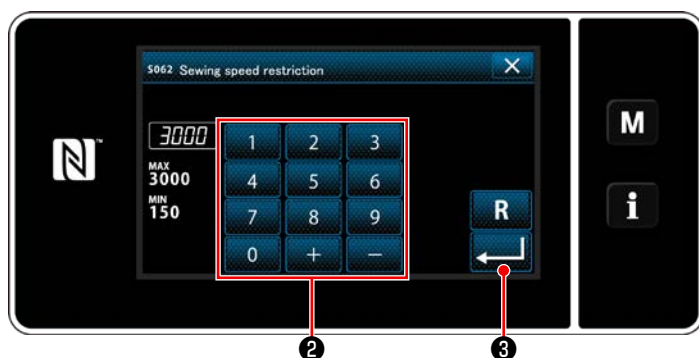 S062 Sewing speed restriction
3000
MAX
3000
MIN
150
1 2 3
4 5 6
7 8 9
0 + −
R
M
i
N™
❷ ❸